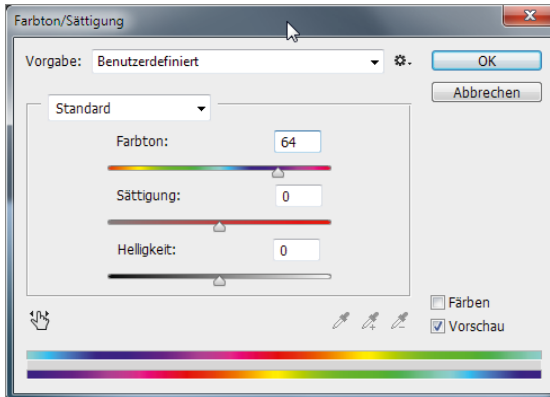 Farbton/Sättigung
Vorgabe: Benutzerdefiniert
OK
Abbrechen
Standard
Farbton: 64
Sättigung: 0
Helligkeit: 0
Färben
Vorschau